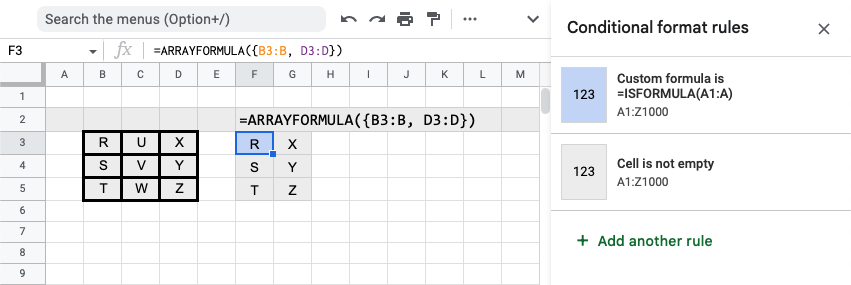 Search the menus (Option+/)
F3
fx
=ARRAYFORMULA({B3:B, D3:D})
A B C D E F G H I J K L M
1
2 =ARRAYFORMULA({B3:B, D3:D})
3 R U X R X
4 S V Y S Y
5 T W Z T Z
6
7
8
9
Conditional format rules
123
Custom formula is
=ISFORMULA(A1:A)
A1:Z1000
123
Cell is not empty
A1:Z1000
+ Add another rule